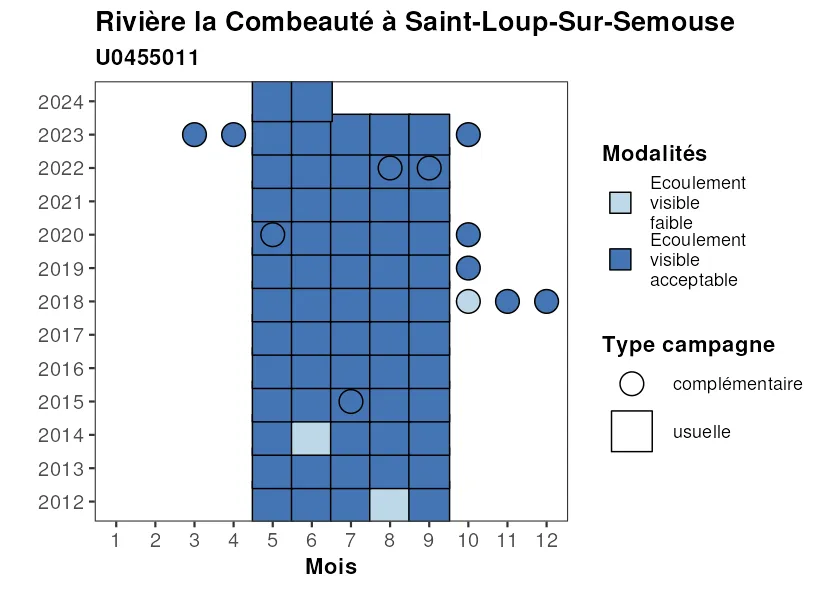 Rivière la Combeauté à Saint-Loup-Sur-Semouse
U0455011
2024
2023
2022
2021
2020
2019
2018
2017
2016
2015
2014
2013
2012
1 2 3 4 5 6 7 8 9 10 11 12
Mois
Modalités
Ecoulement
visible
faible
Ecoulement
visible
acceptable
Type campagne
complémentaire
usuelle